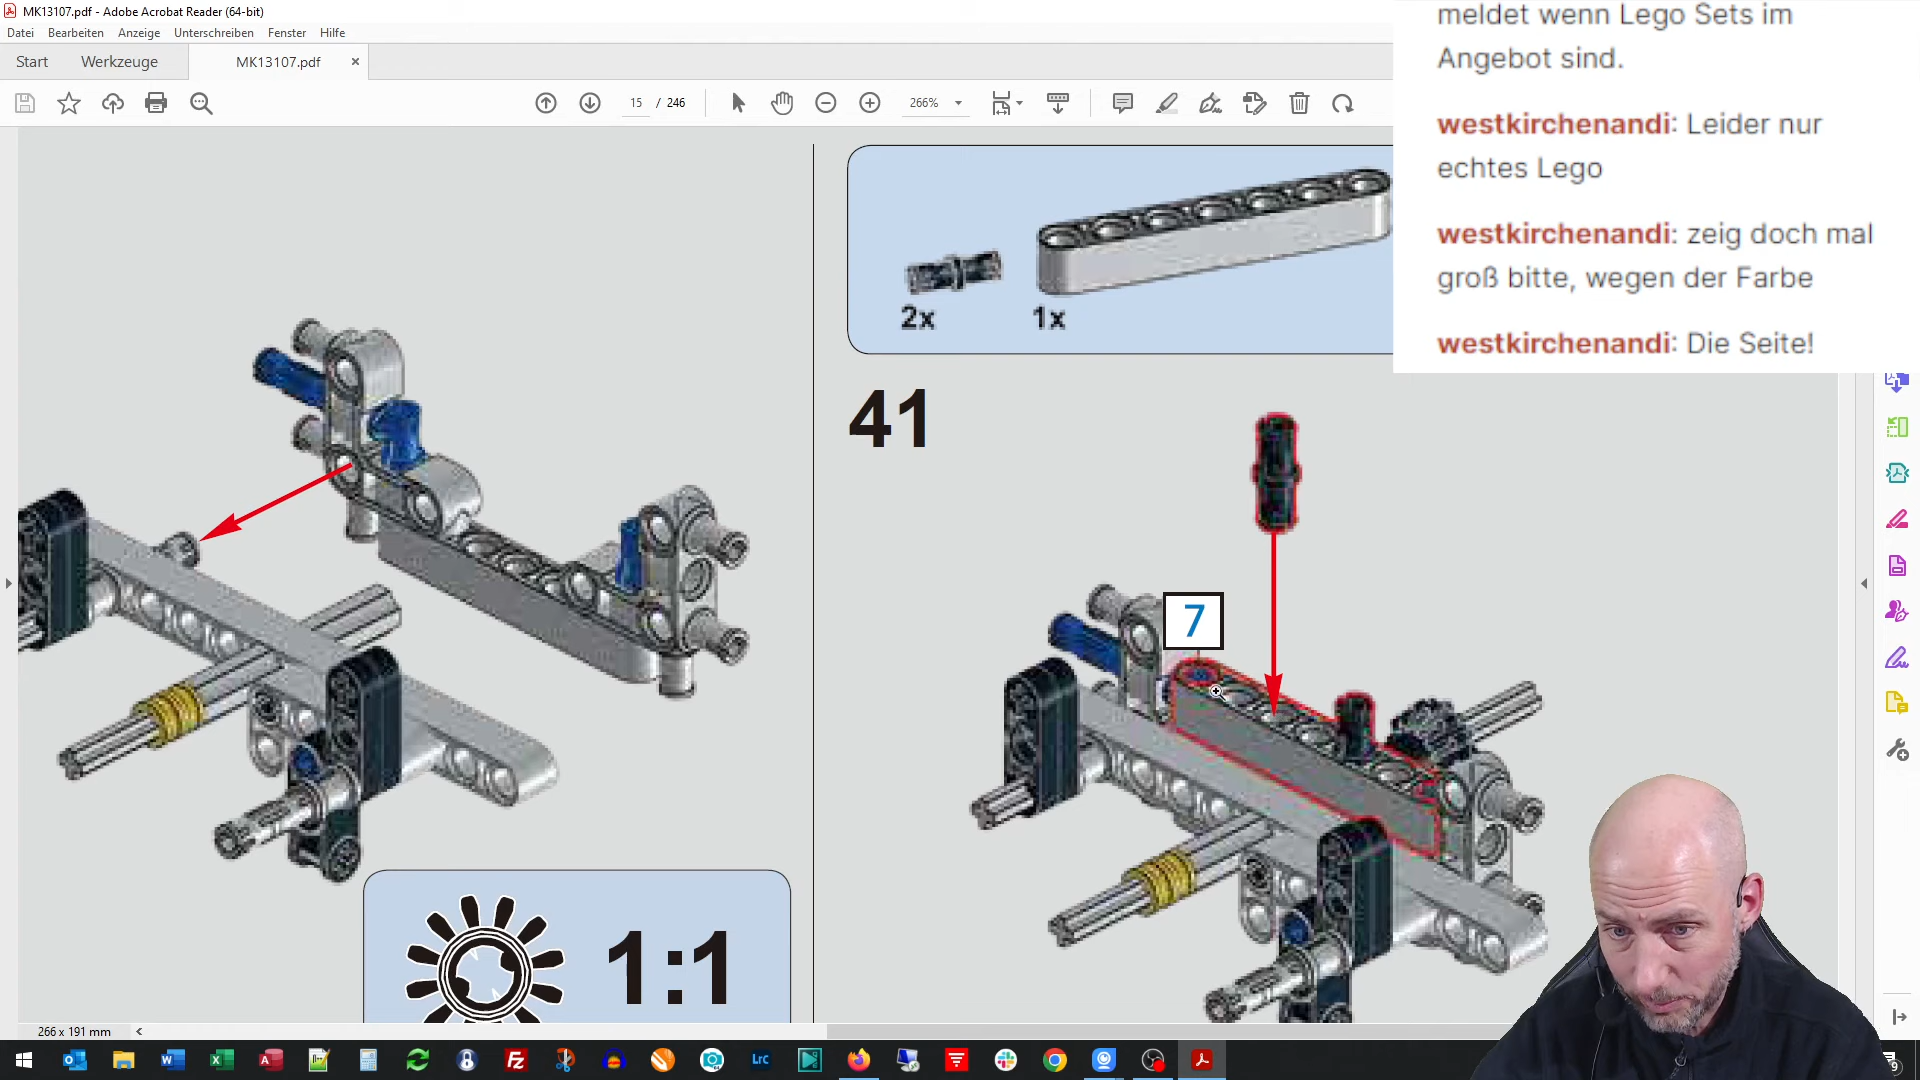 MK13107.pdf - Adobe Acrobat Reader (64-bit)
Datei Bearbeiten Anzeige Unterschreiben Fenster Hilfe
Start Werkzeuge MK13107.pdf ×
15 / 246 266%
meldet wenn Lego Sets im
Angebot sind.
westkirchenandi: Leider nur
echtes Lego
westkirchenandi: zeig doch mal
groß bitte, wegen der Farbe
westkirchenandi: Die Seite!
2x 1x
41
7
1:1
266 x 191 mm
W X A FZ Lrc